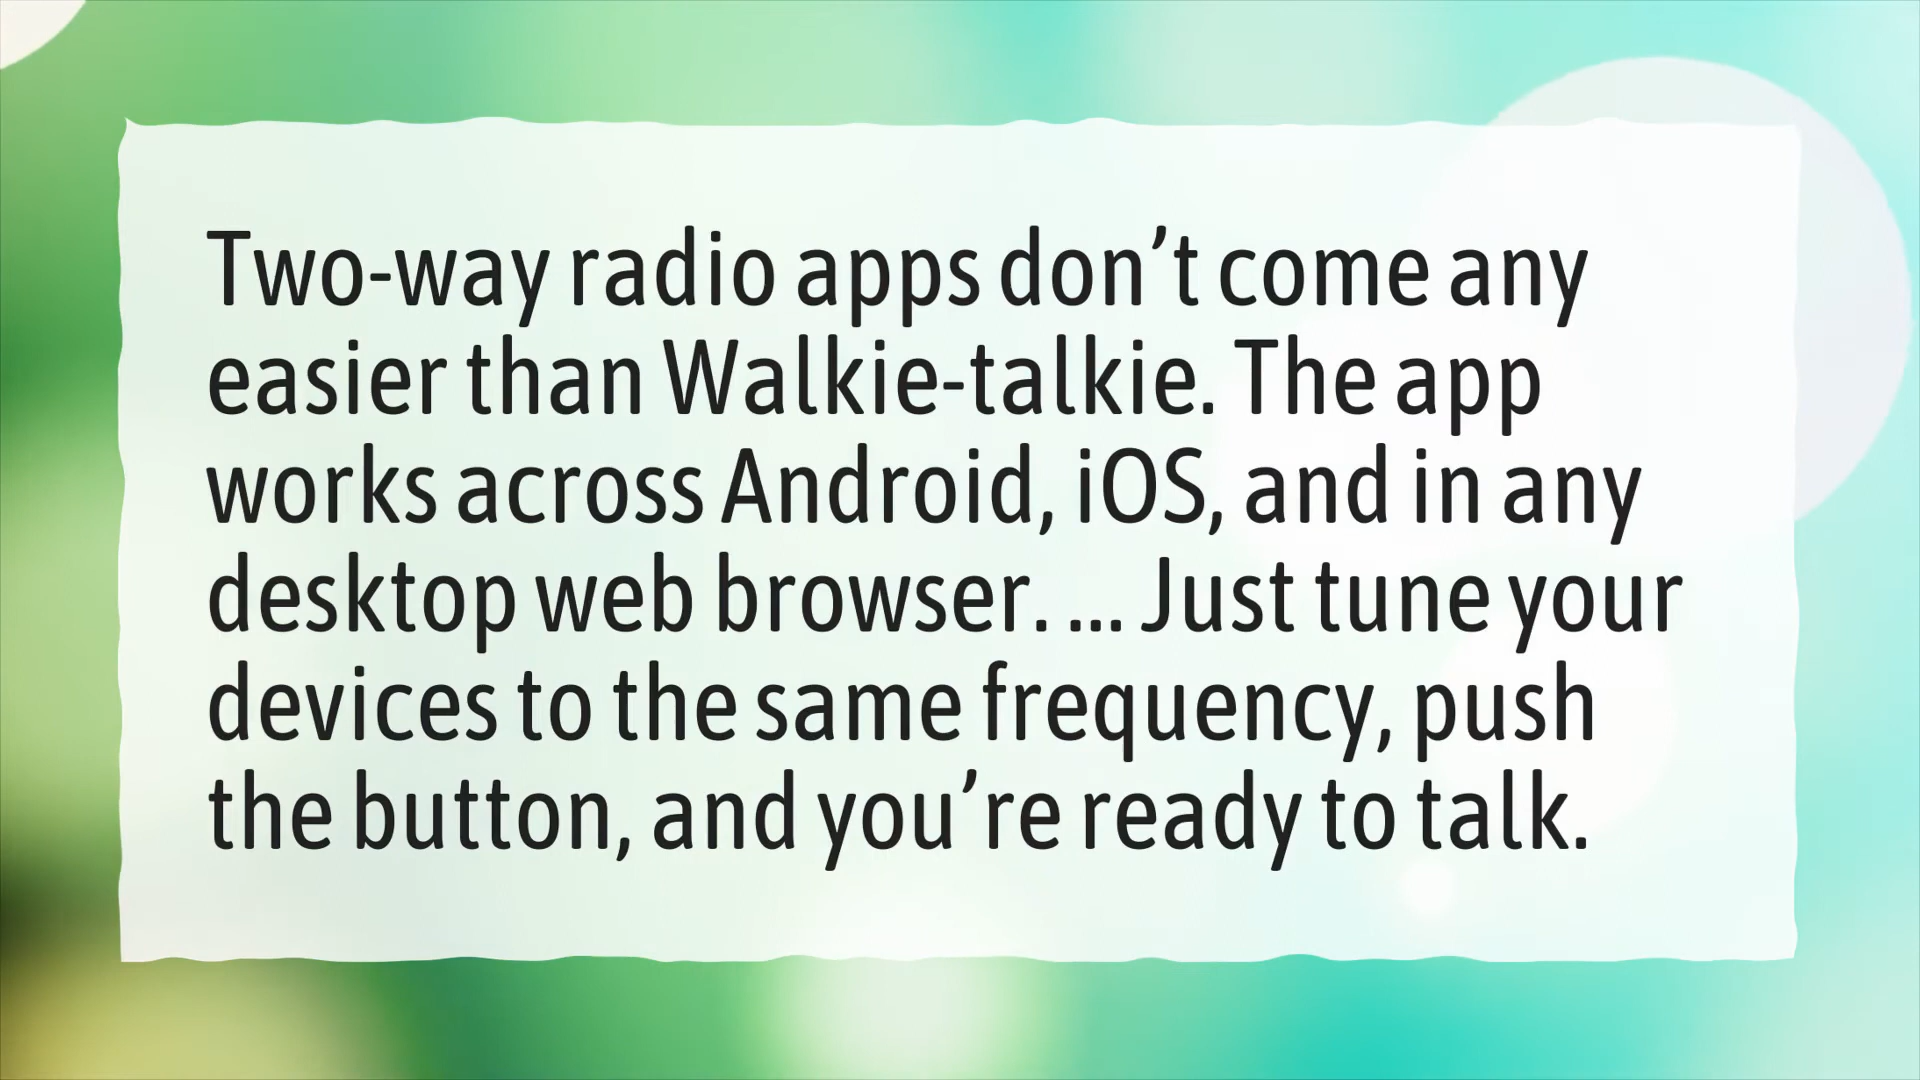 Two-way radio apps don’t come any
easier than Walkie-talkie. The app
works across Android, iOS, and in any
desktop web browser. ... Just tune your
devices to the same frequency, push
the button, and you’re ready to talk.